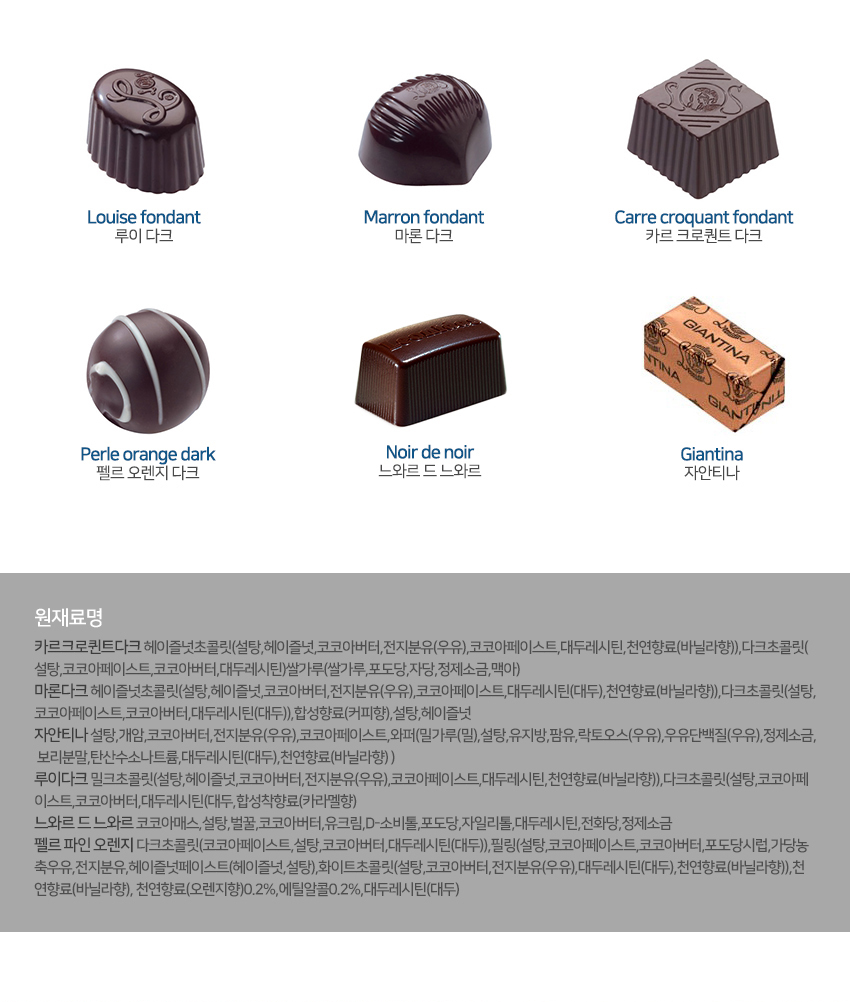 Louise fondant
루이 다크
Marron fondant
마론 다크
Carre croquant fondant
카르 크로퀀트 다크
GIANTINA
GIANTINA
Perle orange dark
펠르 오렌지 다크
Noir de noir
느와르 드 느와르
Giantina
자안티나
원재료명
카르크로퀸트다크 헤이즐넛초콜릿(설탕,헤이즐넛,코코아버터,전지분유(우유),코코아페이스트,대두레시틴,천연향료(바닐라향)),다크초콜릿(
설탕,코코아페이스트,코코아버터,대두레시틴)쌀가루(쌀가루,포도당,자당,정제소금,맥아)
마론다크 헤이즐넛초콜릿(설탕,헤이즐넛,코코아버터,전지분유(우유),코코아페이스트,대두레시틴(대두),천연향료(바닐라향)),다크초콜릿(설탕,
코코아페이스트,코코아버터,대두레시틴(대두)),합성향료(커피향),설탕,헤이즐넛
자안티나 설탕,개암,코코아버터,전지분유(우유),코코아페이스트,와퍼(밀가루(밀),설탕,유지방,팜유,락토오스(우유),우유단백질(우유),정제소금,
보리분말,탄산수소나트륨,대두레시틴(대두),천연향료(바닐라향) )
루이다크 밀크초콜릿(설탕,헤이즐넛,코코아버터,전지분유(우유),코코아페이스트,대두레시틴,천연향료(바닐라향)),다크초콜릿(설탕,코코아페
이스트,코코아버터,대두레시틴(대두,합성착향료(카라멜향)
느와르 드 느와르 코코아매스,설탕,벌꿀,코코아버터,유크림,D-소비톨,포도당,자일리톨,대두레시틴,전화당,정제소금
펠르 파인 오렌지 다크초콜릿(코코아페이스트,설탕,코코아버터,대두레시틴(대두)),필링(설탕,코코아페이스트,코코아버터,포도당시럽,가당농
축우유,전지분유,헤이즐넛페이스트(헤이즐넛,설탕),화이트초콜릿(설탕,코코아버터,전지분유(우유),대두레시틴(대두),천연향료(바닐라향)),천
연향료(바닐라향), 천연향료(오렌지향)0.2%,에틸알콜0.2%,대두레시틴(대두)